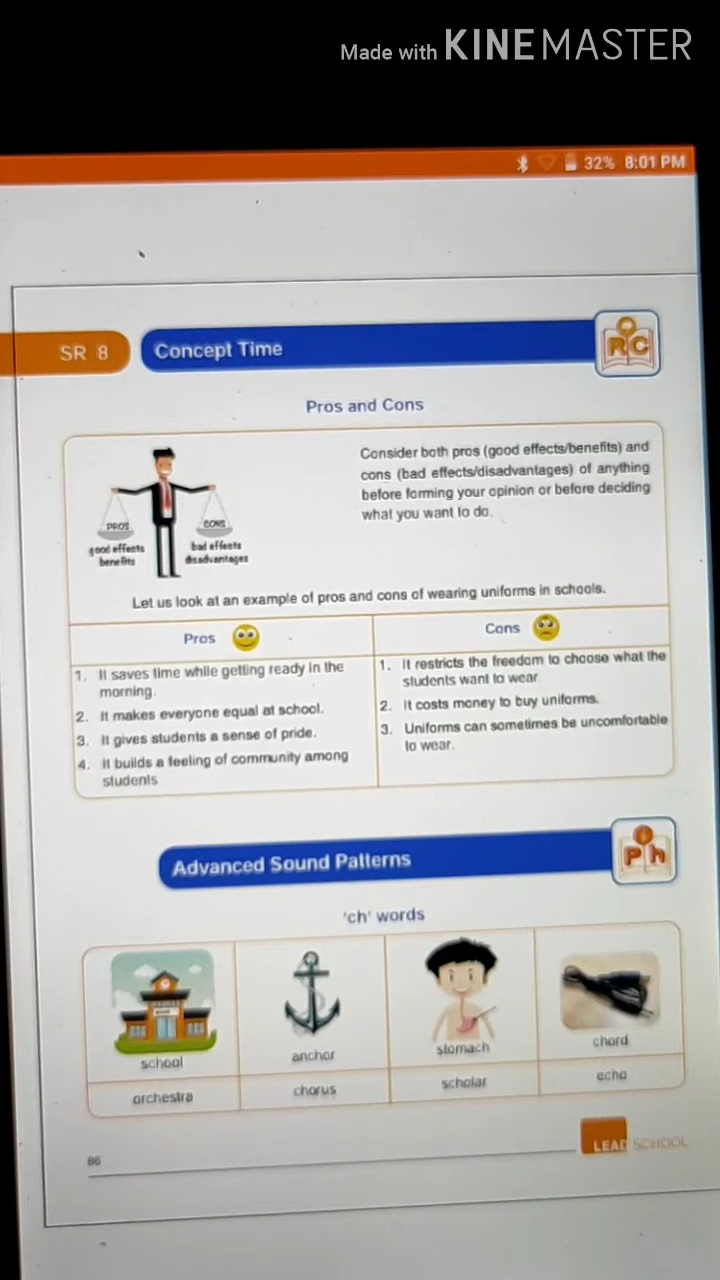 Made with KINEMASTER
32% 8:01 PM
SR 8
Concept Time
RC
Pros and Cons
Consider both pros (good effects/benefits) and
cons (bad effects/disadvantages) of anything
before forming your opinion or before deciding
what you want to do.
PROS
CONS
good effects
benefits
bad effects
disadvantages
Let us look at an example of pros and cons of wearing uniforms in schools.
Pros
Cons
1. It saves time while getting ready in the
morning.
2. It makes everyone equal at school.
3. It gives students a sense of pride.
4. It builds a feeling of community among
students
1. It restricts the freedom to choose what the
students want to wear
2. It costs money to buy uniforms.
3. Uniforms can sometimes be uncomfortable
to wear.
Advanced Sound Patterns
Ph
'ch' words
school
anchor
stomach
chord
orchestra
chorus
scholar
echo
86
LEAD SCHOOL